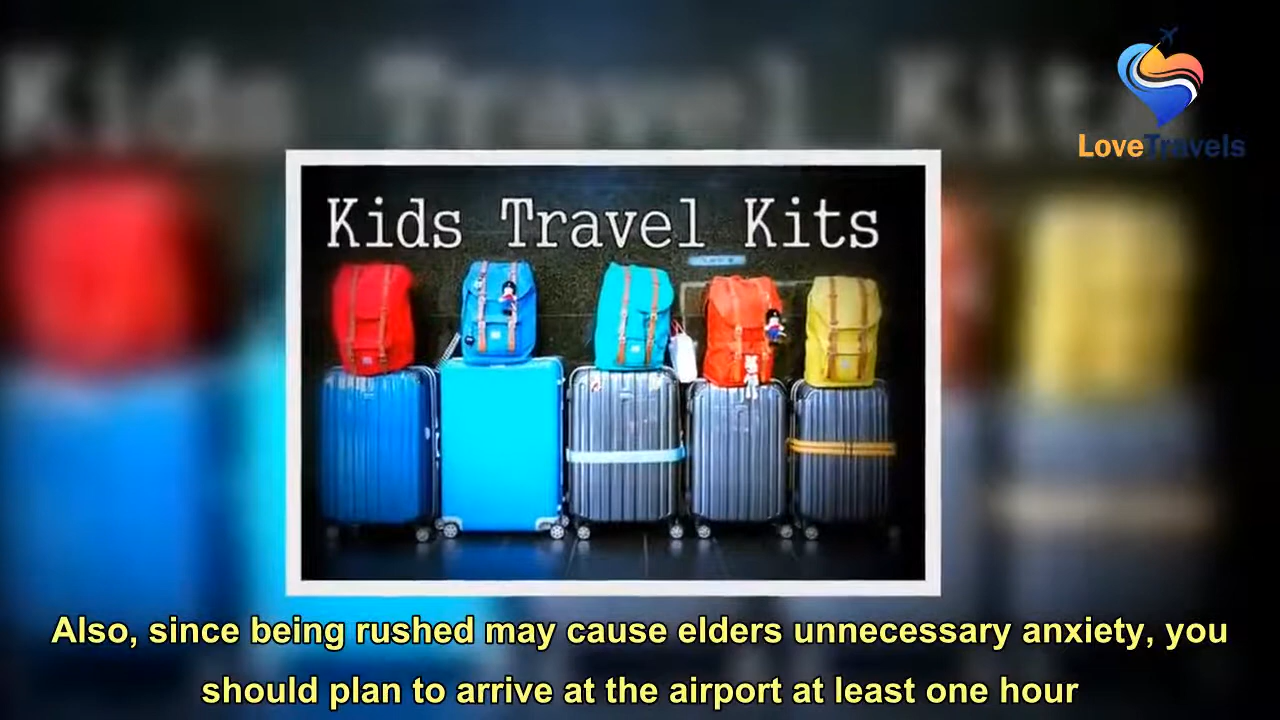 LoveTravels
Kids Travel Kits
Also, since being rushed may cause elders unnecessary anxiety, you
should plan to arrive at the airport at least one hour